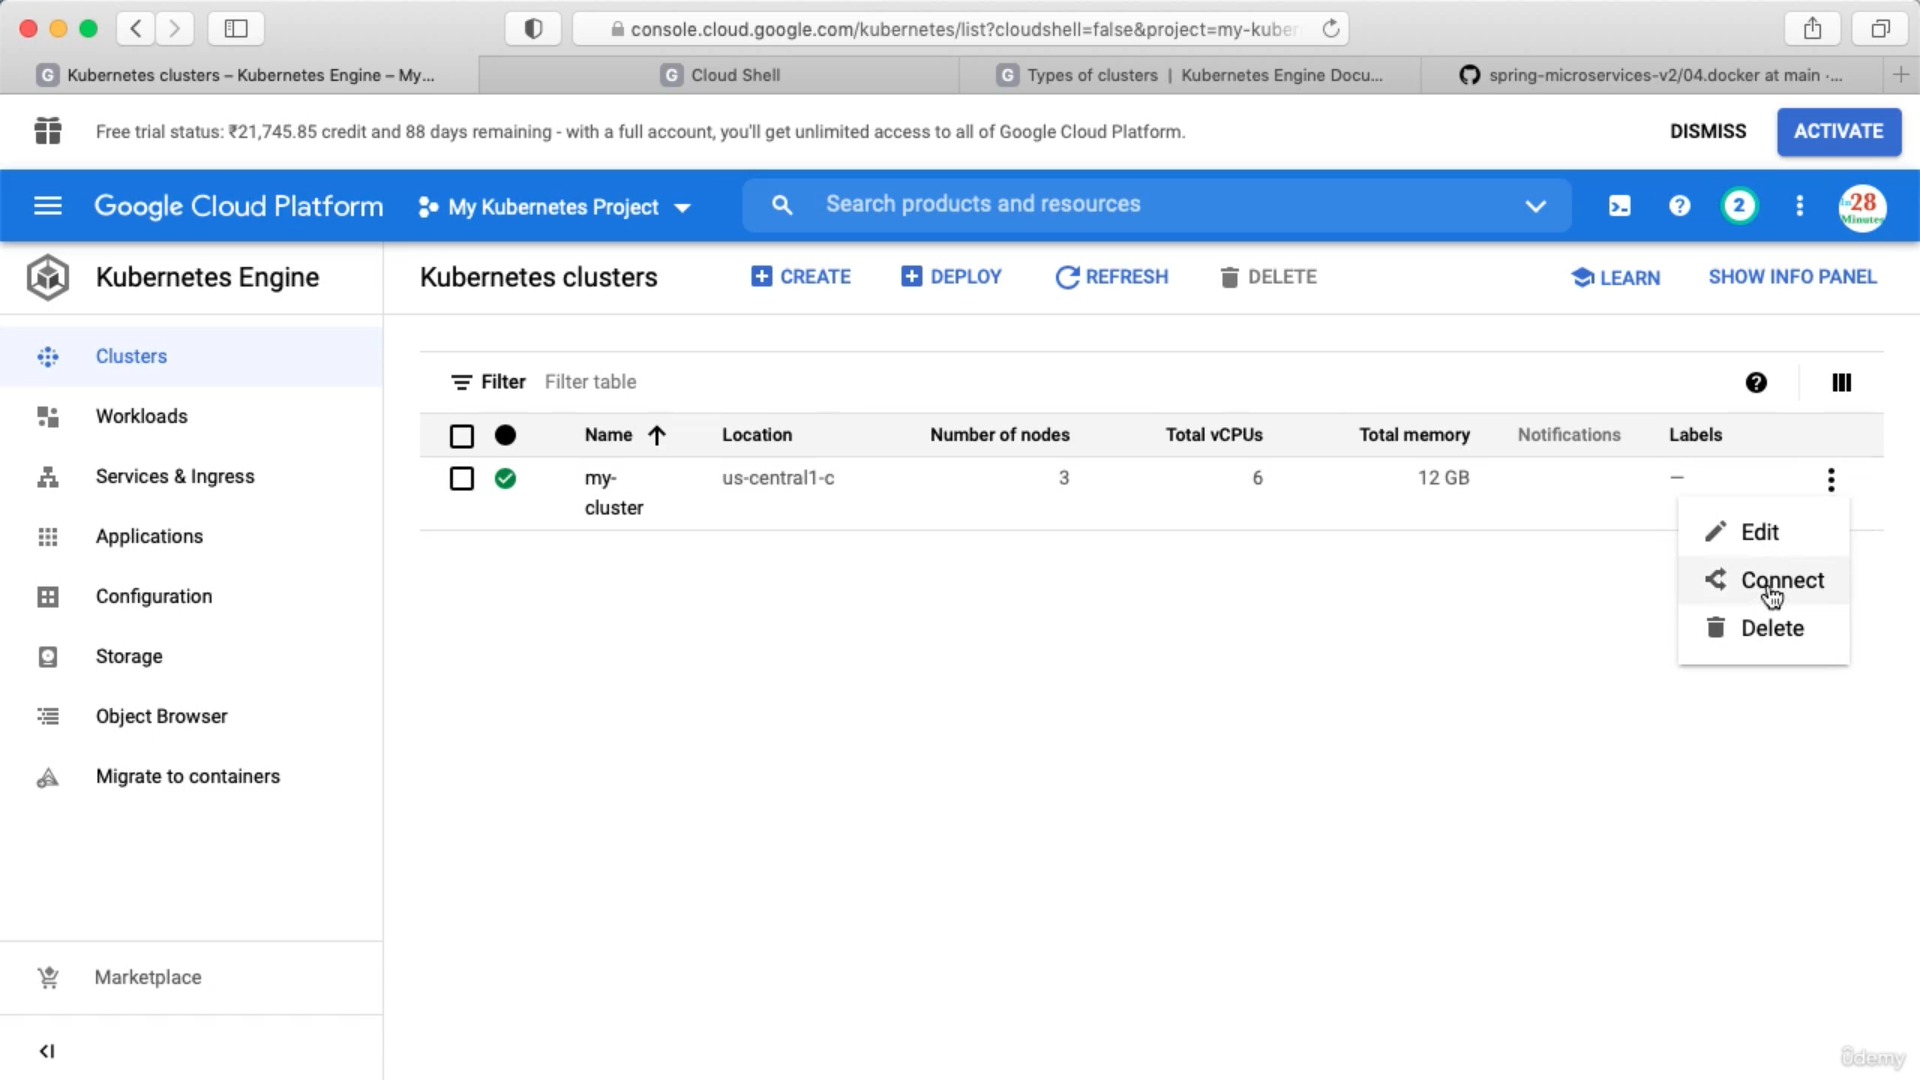 console.cloud.google.com/kubernetes/list?cloudshell=false&project=my-kuber
Kubernetes clusters – Kubernetes Engine – My...
Cloud Shell
Types of clusters | Kubernetes Engine Docu...
spring-microservices-v2/04.docker at main ·...
Free trial status: ₹21,745.85 credit and 88 days remaining - with a full account, you'll get unlimited access to all of Google Cloud Platform.
DISMISS
ACTIVATE
Google Cloud Platform
My Kubernetes Project
Search products and resources
2
in28
Minutes
Kubernetes Engine
Kubernetes clusters
CREATE
DEPLOY
REFRESH
DELETE
LEARN
SHOW INFO PANEL
Clusters
Workloads
Services & Ingress
Applications
Configuration
Storage
Object Browser
Migrate to containers
Marketplace
Filter Filter table
Name Location Number of nodes Total vCPUs Total memory Notifications Labels
my-cluster us-central1-c 3 6 12 GB –
Edit
Connect
Delete
ûdemy